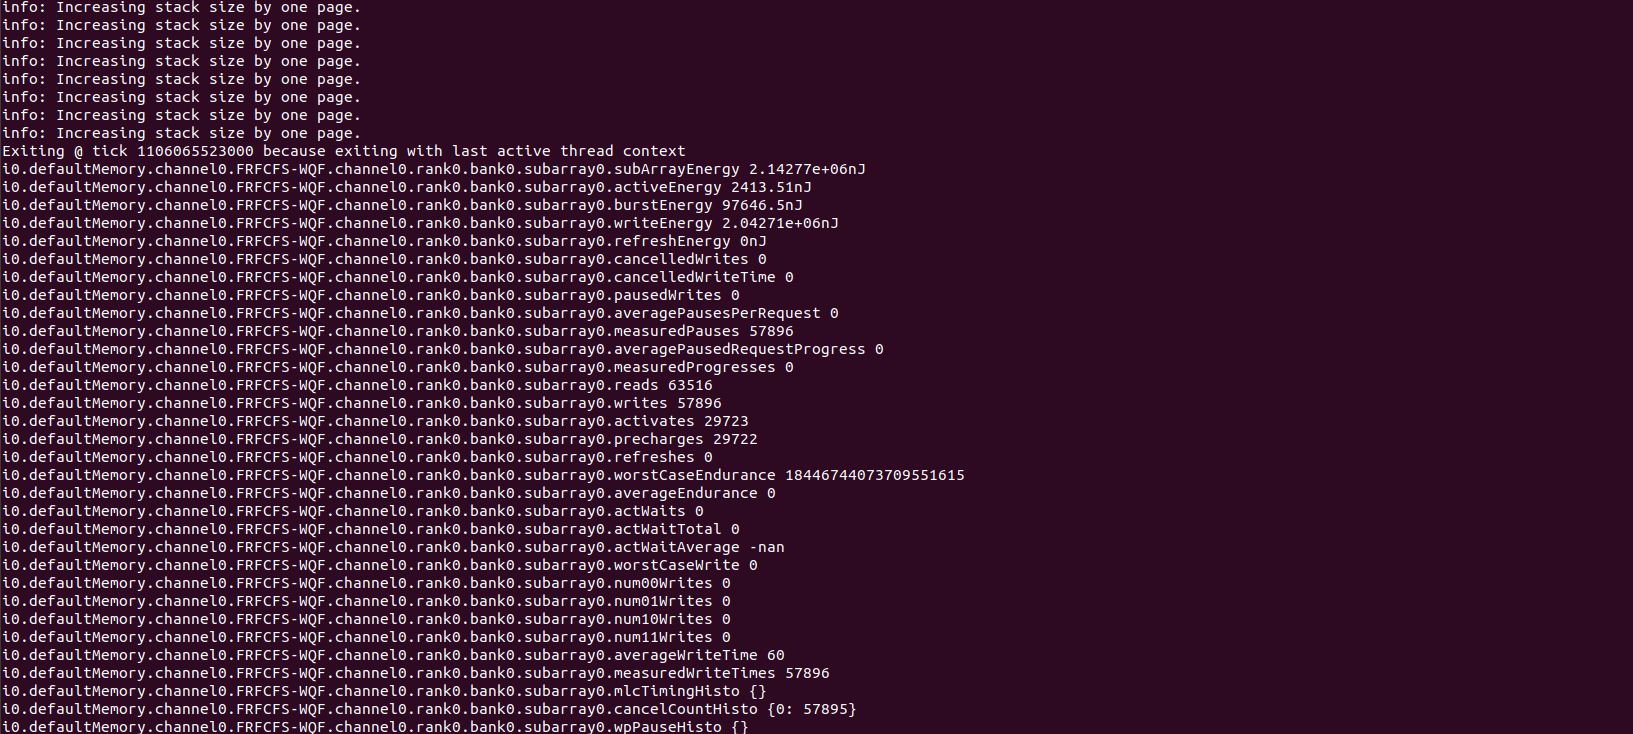 info: Increasing stack size by one page.
info: Increasing stack size by one page.
info: Increasing stack size by one page.
info: Increasing stack size by one page.
info: Increasing stack size by one page.
info: Increasing stack size by one page.
info: Increasing stack size by one page.
info: Increasing stack size by one page.
Exiting @ tick 1106065523000 because exiting with last active thread context
i0.defaultMemory.channel0.FRFCFS-WQF.channel0.rank0.bank0.subarray0.subArrayEnergy 2.14277e+06nJ
i0.defaultMemory.channel0.FRFCFS-WQF.channel0.rank0.bank0.subarray0.activeEnergy 2413.51nJ
i0.defaultMemory.channel0.FRFCFS-WQF.channel0.rank0.bank0.subarray0.burstEnergy 97646.5nJ
i0.defaultMemory.channel0.FRFCFS-WQF.channel0.rank0.bank0.subarray0.writeEnergy 2.04271e+06nJ
i0.defaultMemory.channel0.FRFCFS-WQF.channel0.rank0.bank0.subarray0.refreshEnergy 0nJ
i0.defaultMemory.channel0.FRFCFS-WQF.channel0.rank0.bank0.subarray0.cancelledWrites 0
i0.defaultMemory.channel0.FRFCFS-WQF.channel0.rank0.bank0.subarray0.cancelledWriteTime 0
i0.defaultMemory.channel0.FRFCFS-WQF.channel0.rank0.bank0.subarray0.pausedWrites 0
i0.defaultMemory.channel0.FRFCFS-WQF.channel0.rank0.bank0.subarray0.averagePausesPerRequest 0
i0.defaultMemory.channel0.FRFCFS-WQF.channel0.rank0.bank0.subarray0.measuredPauses 57896
i0.defaultMemory.channel0.FRFCFS-WQF.channel0.rank0.bank0.subarray0.averagePausedRequestProgress 0
i0.defaultMemory.channel0.FRFCFS-WQF.channel0.rank0.bank0.subarray0.measuredProgresses 0
i0.defaultMemory.channel0.FRFCFS-WQF.channel0.rank0.bank0.subarray0.reads 63516
i0.defaultMemory.channel0.FRFCFS-WQF.channel0.rank0.bank0.subarray0.writes 57896
i0.defaultMemory.channel0.FRFCFS-WQF.channel0.rank0.bank0.subarray0.activates 29723
i0.defaultMemory.channel0.FRFCFS-WQF.channel0.rank0.bank0.subarray0.precharges 29722
i0.defaultMemory.channel0.FRFCFS-WQF.channel0.rank0.bank0.subarray0.refreshes 0
i0.defaultMemory.channel0.FRFCFS-WQF.channel0.rank0.bank0.subarray0.worstCaseEndurance 18446744073709551615
i0.defaultMemory.channel0.FRFCFS-WQF.channel0.rank0.bank0.subarray0.averageEndurance 0
i0.defaultMemory.channel0.FRFCFS-WQF.channel0.rank0.bank0.subarray0.actWaits 0
i0.defaultMemory.channel0.FRFCFS-WQF.channel0.rank0.bank0.subarray0.actWaitTotal 0
i0.defaultMemory.channel0.FRFCFS-WQF.channel0.rank0.bank0.subarray0.actWaitAverage -nan
i0.defaultMemory.channel0.FRFCFS-WQF.channel0.rank0.bank0.subarray0.worstCaseWrite 0
i0.defaultMemory.channel0.FRFCFS-WQF.channel0.rank0.bank0.subarray0.num00Writes 0
i0.defaultMemory.channel0.FRFCFS-WQF.channel0.rank0.bank0.subarray0.num01Writes 0
i0.defaultMemory.channel0.FRFCFS-WQF.channel0.rank0.bank0.subarray0.num10Writes 0
i0.defaultMemory.channel0.FRFCFS-WQF.channel0.rank0.bank0.subarray0.num11Writes 0
i0.defaultMemory.channel0.FRFCFS-WQF.channel0.rank0.bank0.subarray0.averageWriteTime 60
i0.defaultMemory.channel0.FRFCFS-WQF.channel0.rank0.bank0.subarray0.measuredWriteTimes 57896
i0.defaultMemory.channel0.FRFCFS-WQF.channel0.rank0.bank0.subarray0.mlcTimingHisto {}
i0.defaultMemory.channel0.FRFCFS-WQF.channel0.rank0.bank0.subarray0.cancelCountHisto {0: 57895}
i0.defaultMemory.channel0.FRFCFS-WQF.channel0.rank0.bank0.subarray0.wpPauseHisto {}